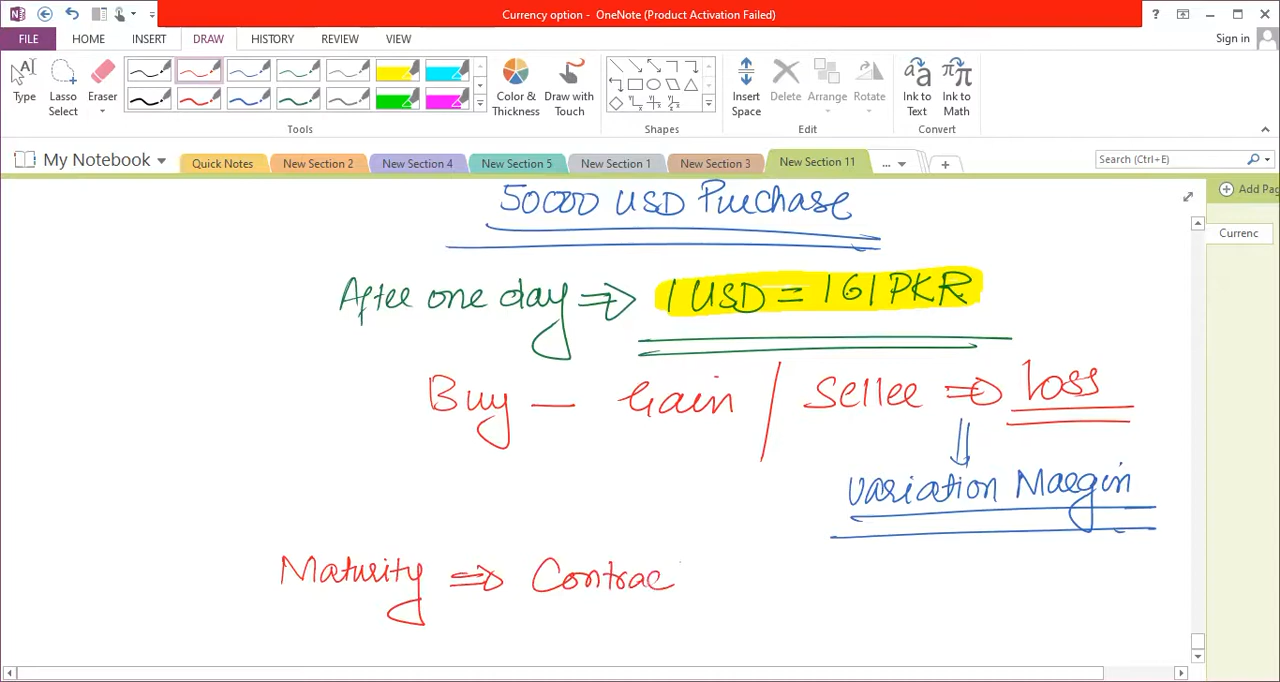 Currency option - OneNote (Product Activation Failed)
FILE HOME INSERT DRAW HISTORY REVIEW VIEW Sign in
Type Lasso Select Eraser Color & Thickness Draw with Touch Insert Space Delete Arrange Rotate Ink to Text Ink to Math
Tools Shapes Edit Convert
My Notebook Quick Notes New Section 2 New Section 4 New Section 5 New Section 1 New Section 3 New Section 11 ... Search (Ctrl+E)
50000 USD Purchase
Add Pag
Currenc
After one day ⇒ 1 USD = 161 PKR
Buy — Gain / Seller ⇒ loss
Variation Margin
Maturity ⇒ Contrac